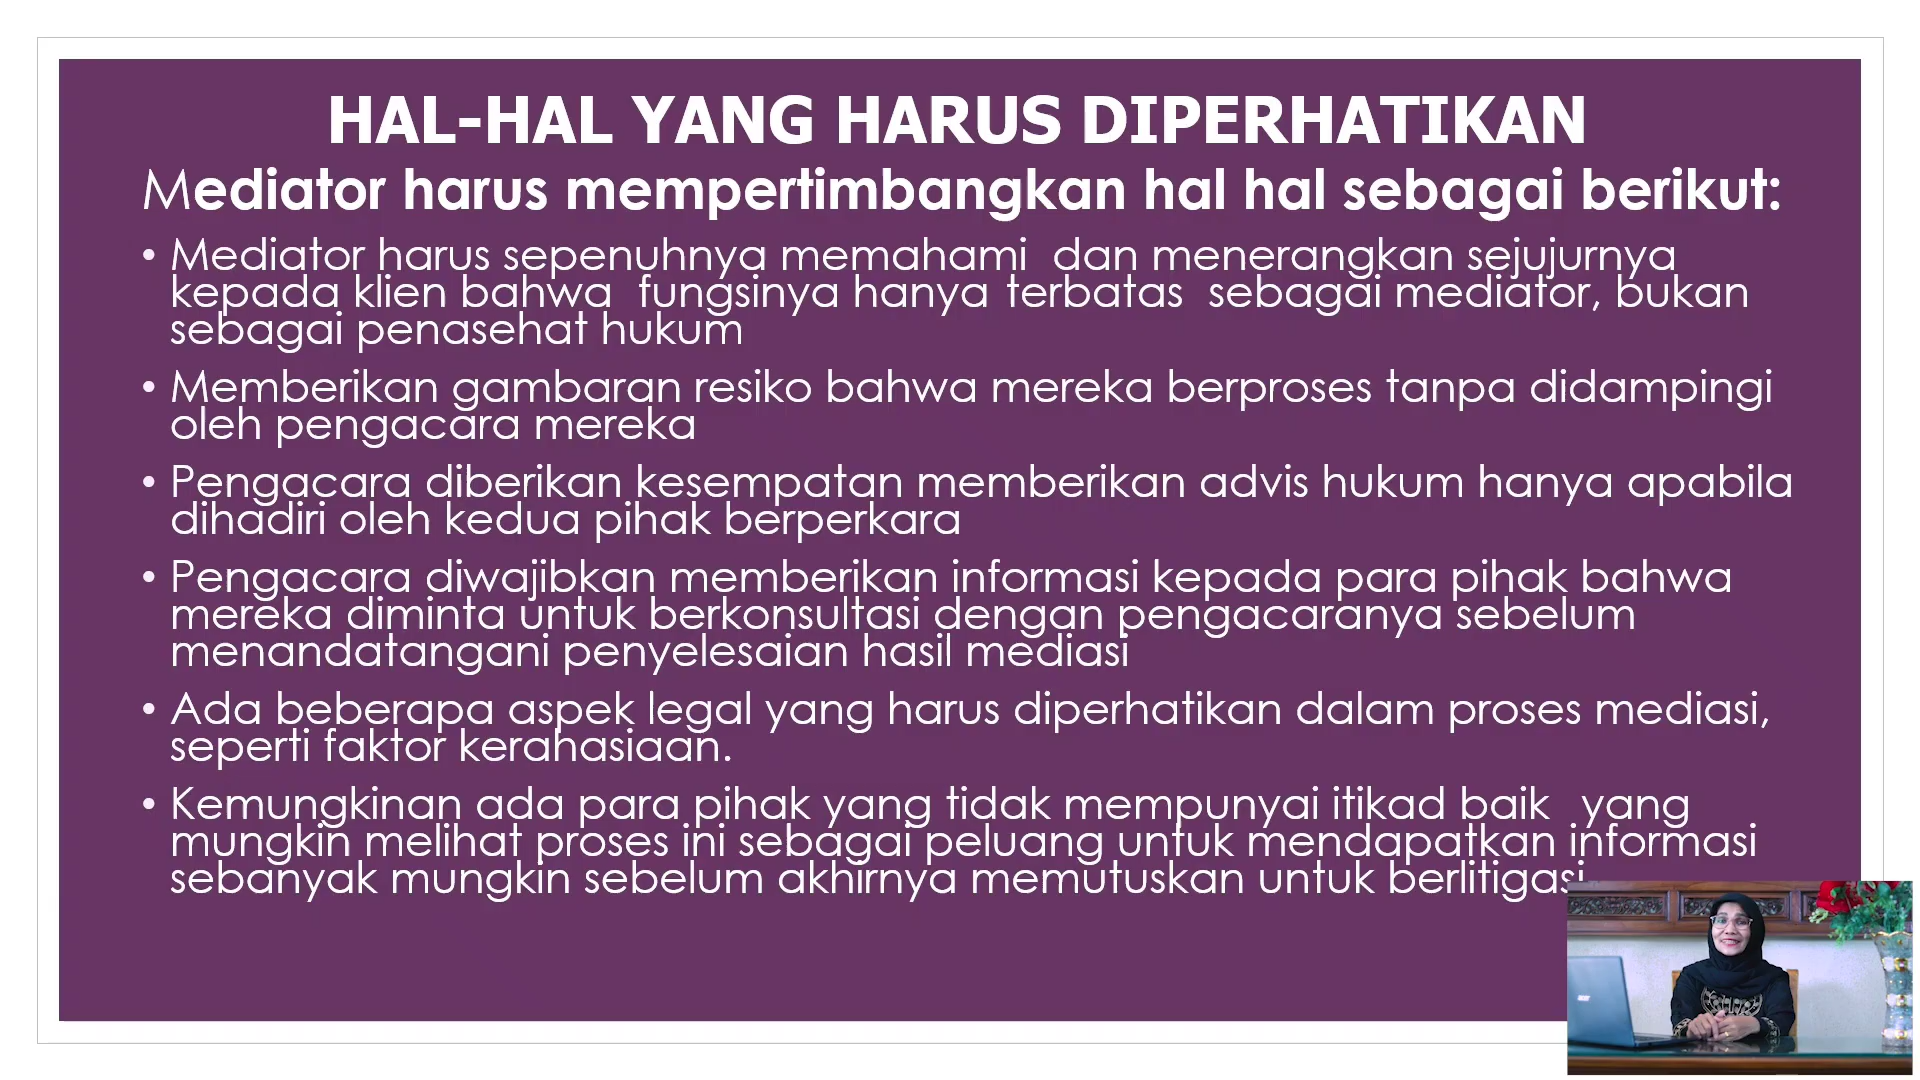 HAL-HAL YANG HARUS DIPERHATIKAN
Mediator harus mempertimbangkan hal hal sebagai berikut:
• Mediator harus sepenuhnya memahami dan menerangkan sejujurnya
kepada klien bahwa fungsinya hanya terbatas sebagai mediator, bukan
sebagai penasehat hukum
• Memberikan gambaran resiko bahwa mereka berproses tanpa didampingi
oleh pengacara mereka
• Pengacara diberikan kesempatan memberikan advis hukum hanya apabila
dihadiri oleh kedua pihak berperkara
• Pengacara diwajibkan memberikan informasi kepada para pihak bahwa
mereka diminta untuk berkonsultasi dengan pengacaranya sebelum
menandatangani penyelesaian hasil mediasi
• Ada beberapa aspek legal yang harus diperhatikan dalam proses mediasi,
seperti faktor kerahasiaan.
• Kemungkinan ada para pihak yang tidak mempunyai itikad baik yang
mungkin melihat proses ini sebagai peluang untuk mendapatkan informasi
sebanyak mungkin sebelum akhirnya memutuskan untuk berlitigasi